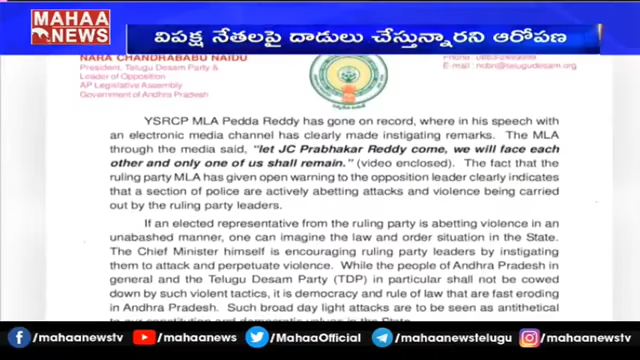 MAHAA
NEWS
విపక్ష నేతలపై దాడులు చేస్తున్నారని ఆరోపణ
NARA CHANDRABABU NAIDU
President, Telugu Desam Party &
Leader of Opposition
AP Legislative Assembly
Government of Andhra Pradesh
E-mail : ncbn@telugudesam.org
YSRCP MLA Pedda Reddy has gone on record, where in his speech with
an electronic media channel has clearly made instigating remarks. The MLA
through the media said, "let JC Prabhakar Reddy come, we will face each
other and only one of us shall remain." (video enclosed). The fact that the
ruling party MLA has given open warning to the opposition leader clearly indicates
that a section of police are actively abetting attacks and violence being carried
out by the ruling party leaders.
If an elected representative from the ruling party is abetting violence in an
unabashed manner, one can imagine the law and order situation in the State.
The Chief Minister himself is encouraging ruling party leaders by instigating
them to attack and perpetuate violence. While the people of Andhra Pradesh in
general and the Telugu Desam Party (TDP) in particular shall not be cowed
down by such violent tactics, it is democracy and rule of law that are fast eroding
in Andhra Pradesh. Such broad day light attacks are to be seen as antithetical
to our constitution and democratic values in the State.
/mahaanewstv /mahaanews /MahaaOfficial /mahaanewstelugu /mahaanewstv